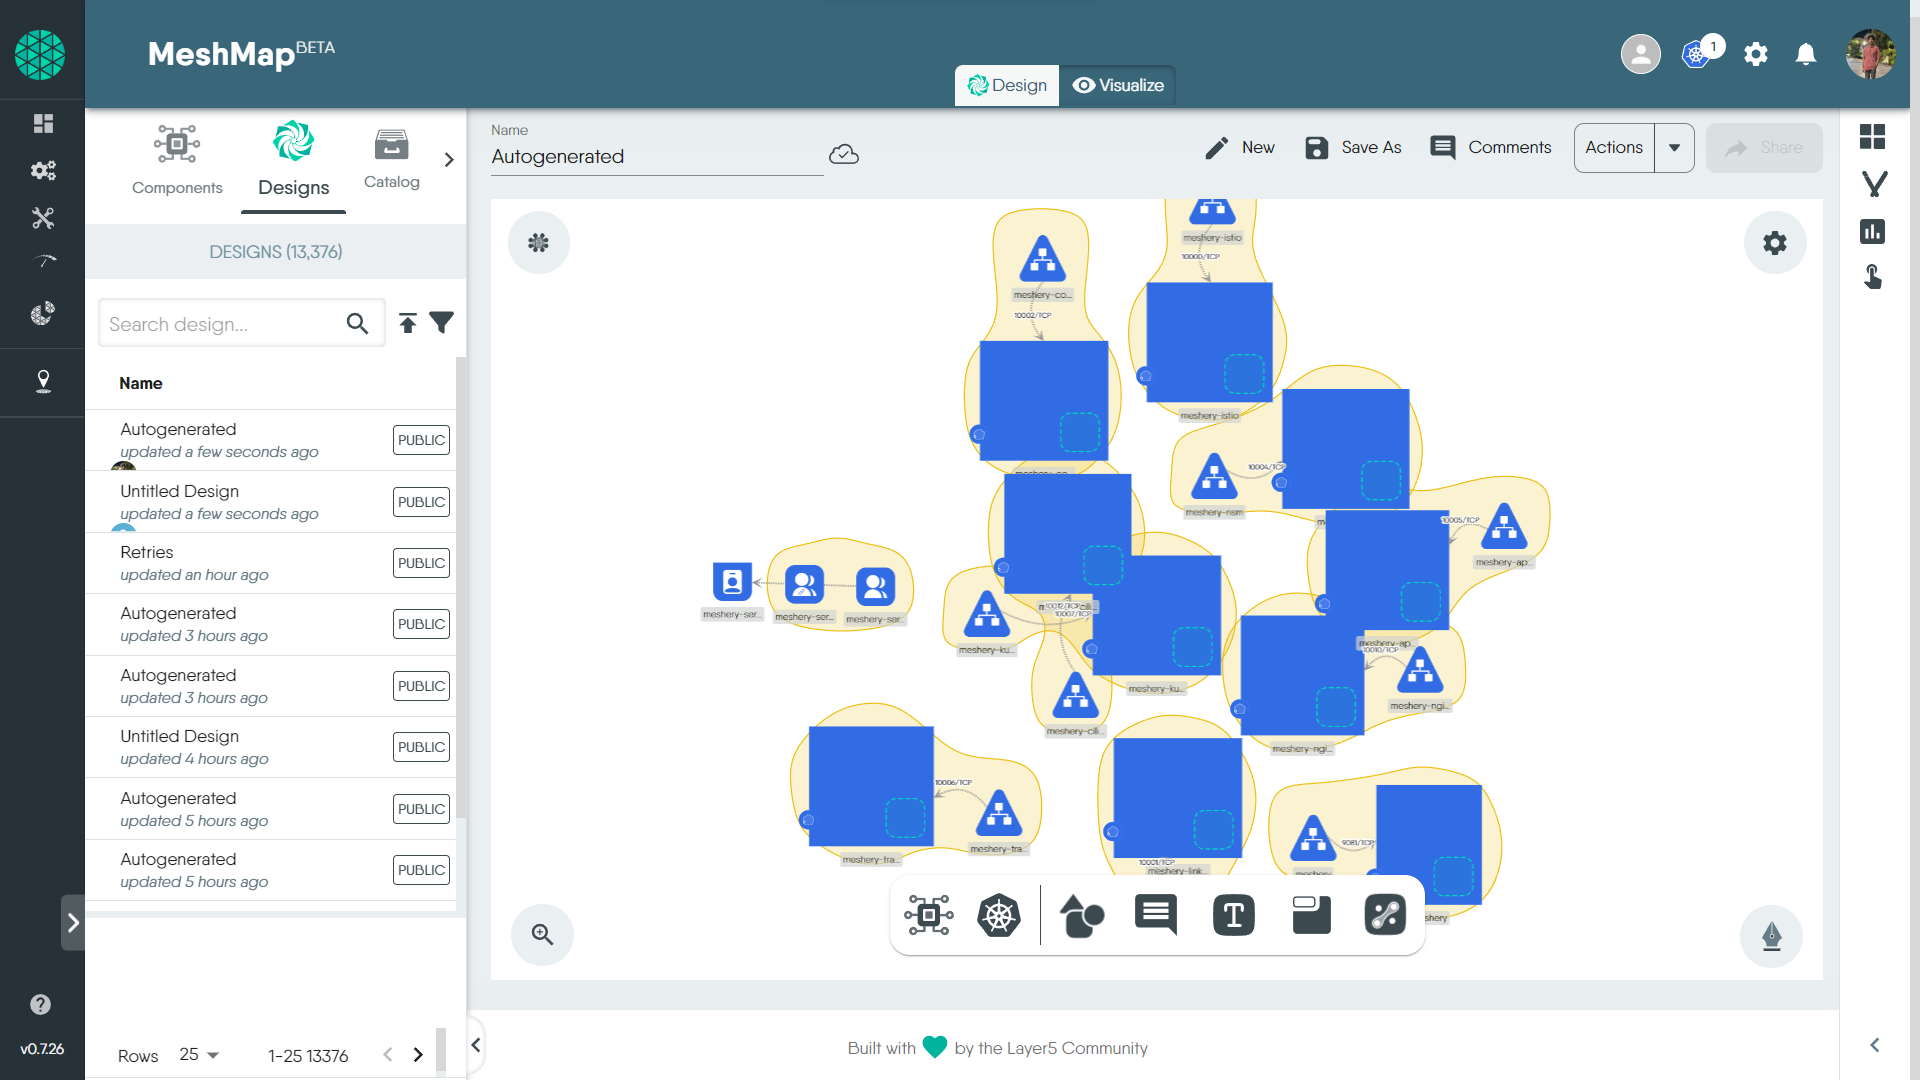 MeshMap BETA
1
Design
Visualize
Components
Designs
Catalog
DESIGNS (13,376)
Search design...
Name
Autogenerated
updated a few seconds ago
PUBLIC
Untitled Design
updated a few seconds ago
PUBLIC
Retries
updated an hour ago
PUBLIC
Autogenerated
updated 3 hours ago
PUBLIC
Autogenerated
updated 3 hours ago
PUBLIC
Untitled Design
updated 4 hours ago
PUBLIC
Autogenerated
updated 5 hours ago
PUBLIC
Autogenerated
updated 5 hours ago
PUBLIC
Rows 25 1-25 13376
v0.7.26
Name
Autogenerated
New
Save As
Comments
Actions
Share
meshery-istio
10000/TCP
meshery-co...
10002/TCP
meshery-istio
10004/TCP
meshery-nsm
10005/TCP
meshery-ap...
meshery-ser...
meshery-ser...
meshery-ser...
10012/TCP
10007/TCP
meshery-ku...
meshery-ap...
10010/TCP
meshery-ku...
meshery-ngi...
meshery-cili...
meshery-ngi...
10006/TCP
meshery-tra...
meshery-tra...
9081/TCP
10001/TCP
meshery-link...
meshery
T
Built with by the Layer5 Community